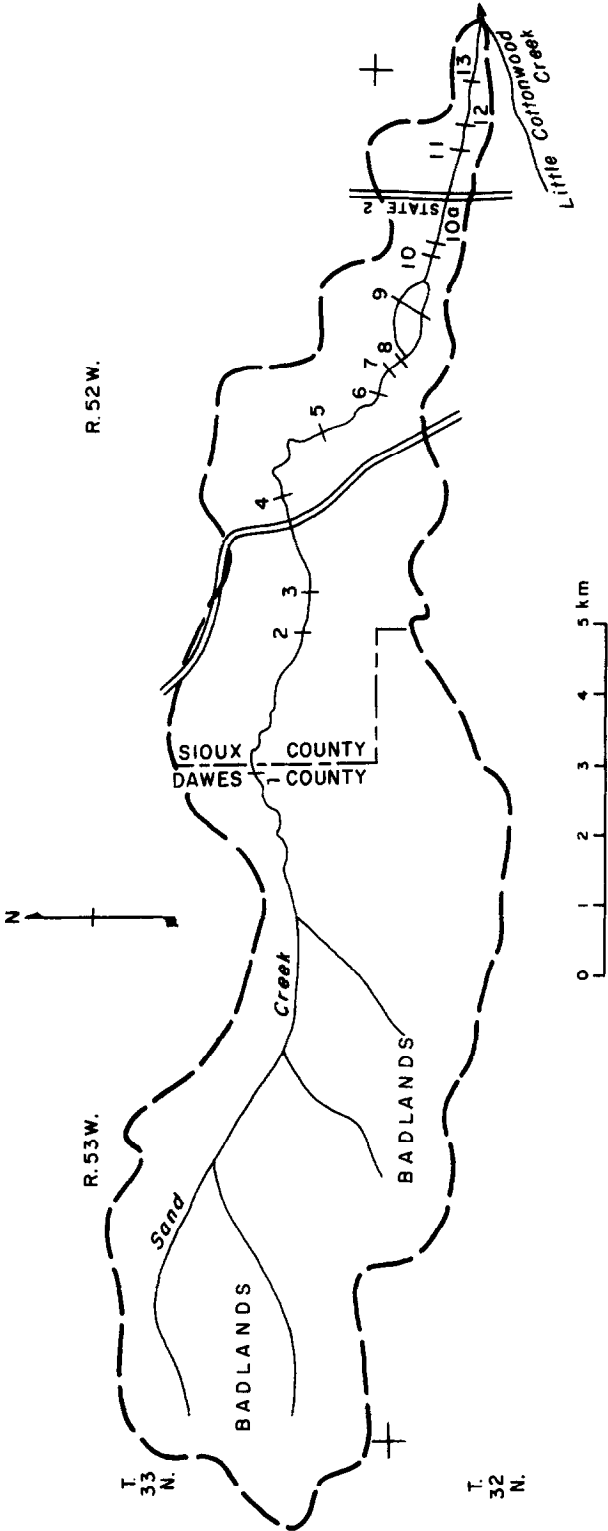 N
R. 53 W.
R. 52 W.
T.
33
N.
T.
32
N.
Sand
Creek
BADLANDS
BADLANDS
SIOUX COUNTY
DAWES COUNTY
1
2
3
4
5
6
7
8
9
10
10a
STATE 2
11
12
13
Little Cottonwood
Creek
0 1 2 3 4 5 km